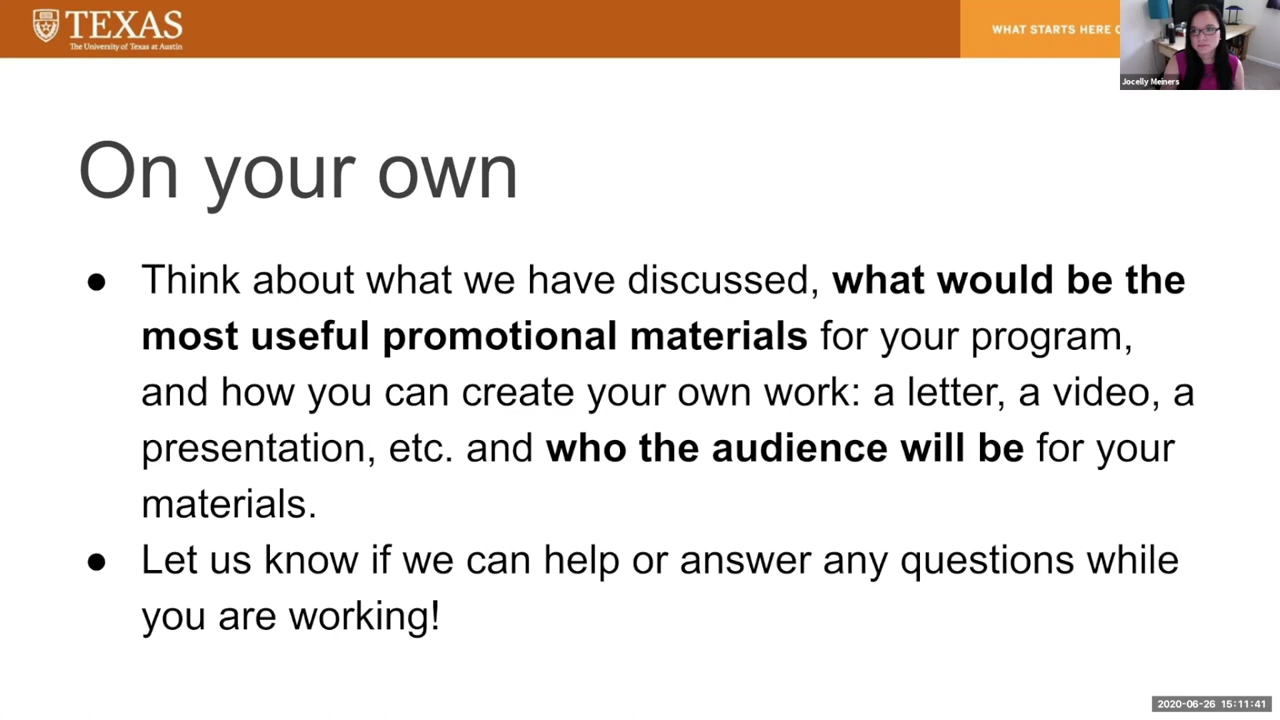 TEXAS
The University of Texas at Austin
WHAT STARTS HERE
Jocelly Meiners
On your own
● Think about what we have discussed, what would be the
most useful promotional materials for your program,
and how you can create your own work: a letter, a video, a
presentation, etc. and who the audience will be for your
materials.
● Let us know if we can help or answer any questions while
you are working!
2020-06-26 15:11:41